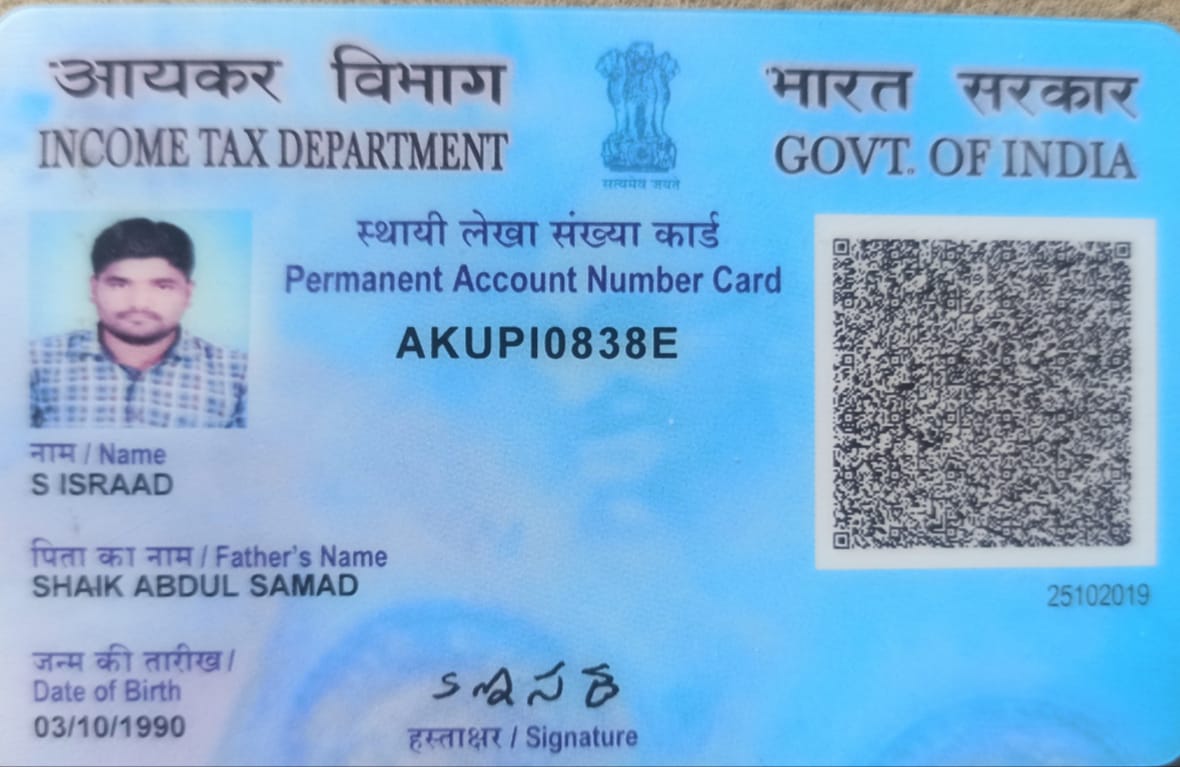 आयकर विभाग
INCOME TAX DEPARTMENT
सत्यमेव जयते
भारत सरकार
GOVT. OF INDIA
स्थायी लेखा संख्या कार्ड
Permanent Account Number Card
AKUPI0838E
नाम / Name
S ISRAAD
पिता का नाम / Father's Name
SHAIK ABDUL SAMAD
25102019
जन्म की तारीख /
Date of Birth
03/10/1990
हस्ताक्षर / Signature